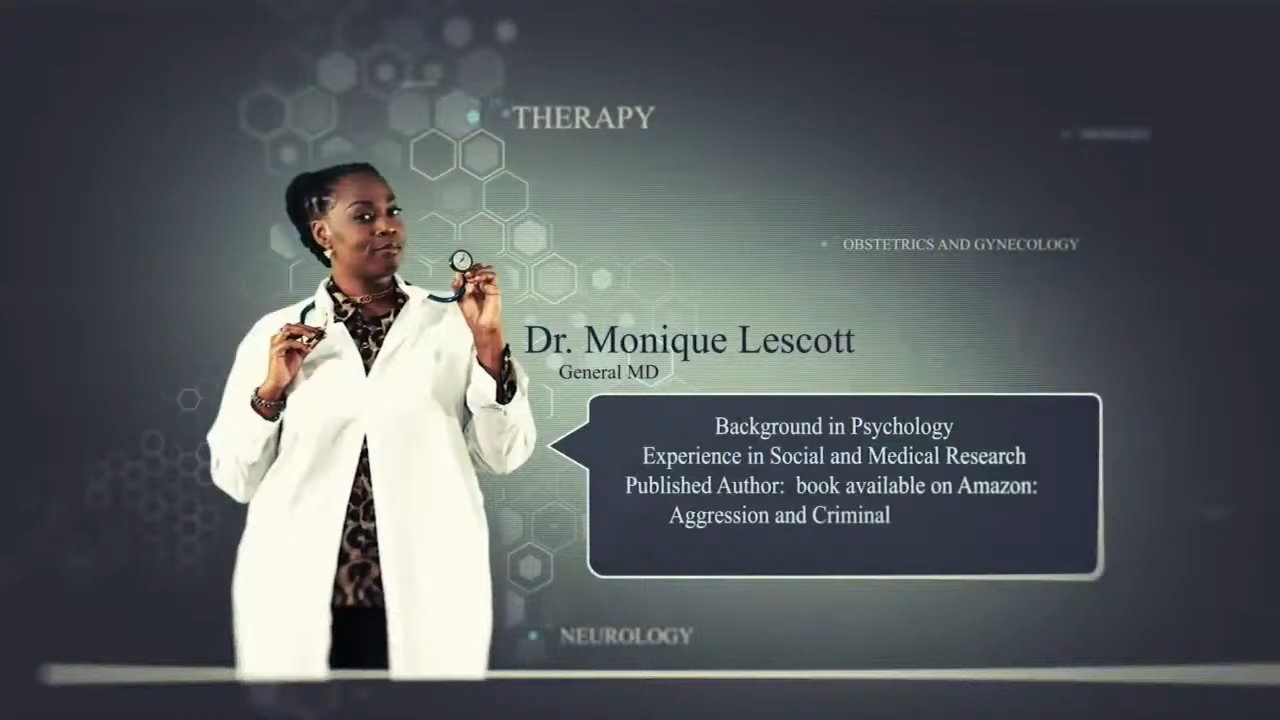 THERAPY
OBSTETRICS AND GYNECOLOGY
Dr. Monique Lescott
General MD
Background in Psychology
Experience in Social and Medical Research
Published Author: book available on Amazon:
Aggression and Criminal
NEUROLOGY